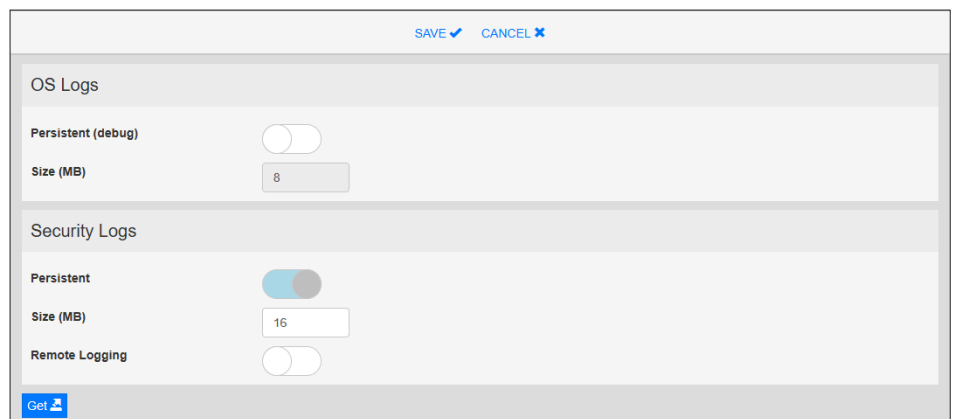 SAVE CANCEL
OS Logs
Persistent (debug)
Size (MB) 8
Security Logs
Persistent
Size (MB) 16
Remote Logging
Get